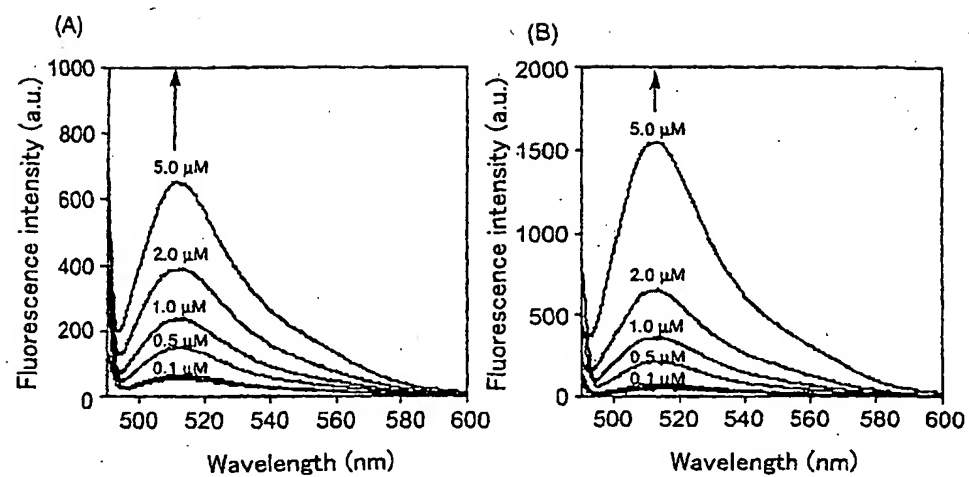 (A)
Fluorescence intensity (a.u.)
1000
800
600
400
200
0
5.0 μM
2.0 μM
1.0 μM
0.5 μM
0.1 μM
500 520 540 560 580 600
Wavelength (nm)
(B)
Fluorescence intensity (a.u.)
2000
1500
1000
500
0
5.0 μM
2.0 μM
1.0 μM
0.5 μM
0.1 μM
500 520 540 560 580 600
Wavelength (nm)